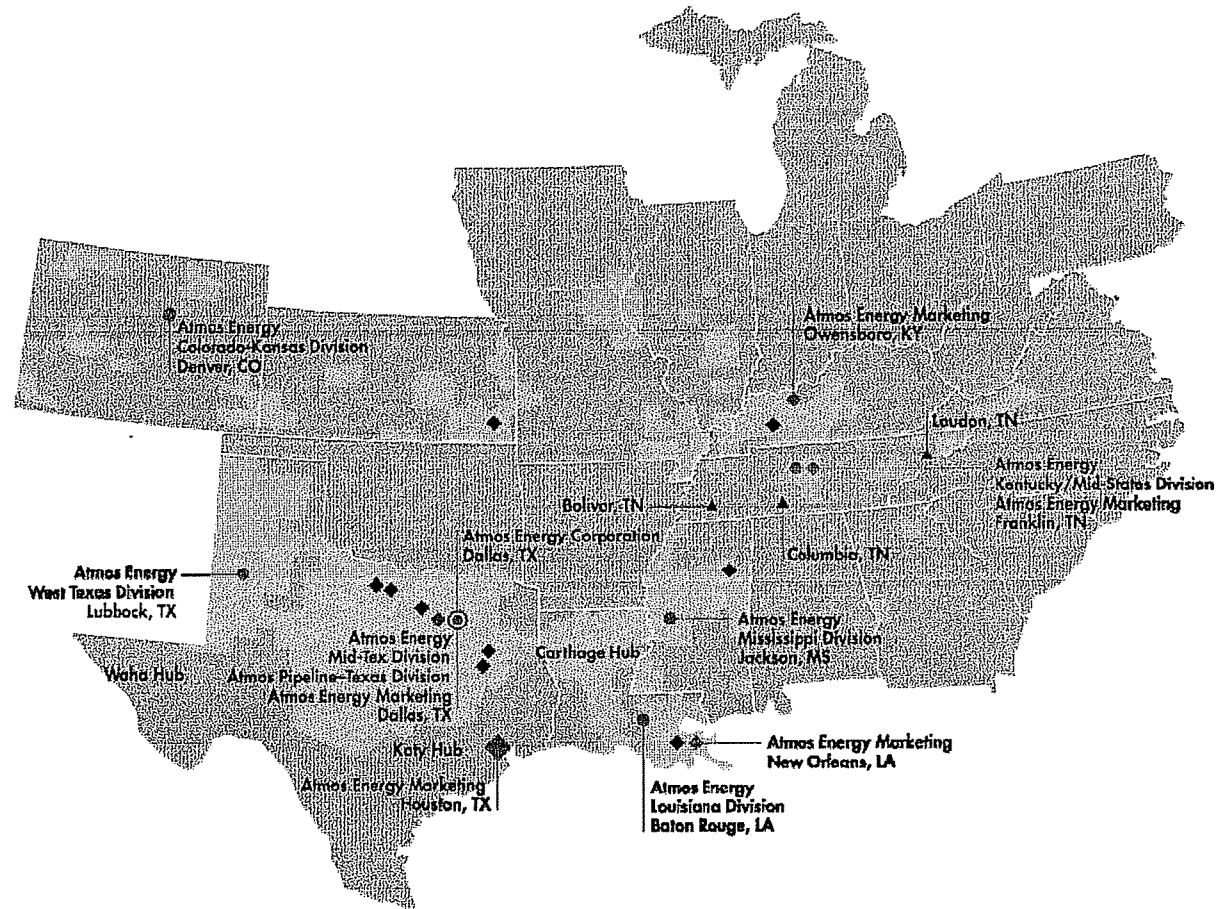 Atmos Energy Marketing
Owensboro, KY
Atmos Energy
Colorado-Kansas Division
Denver, CO
Loudon, TN
Atmos Energy
Kentucky/Mid-States Division
Atmos Energy Marketing
Franklin, TN
Bolivar, TN
Atmos Energy Corporation
Dallas, TX
Columbia, TN
Atmos Energy
West Texas Division
Lubbock, TX
Atmos Energy
Mississippi Division
Jackson, MS
Atmos Energy
Mid-Tex Division
Atmos Pipeline–Texas Division
Atmos Energy Marketing
Dallas, TX
Carthage Hub
Waha Hub
Katy Hub
Atmos Energy Marketing
Houston, TX
Atmos Energy Marketing
New Orleans, LA
Atmos Energy
Louisiana Division
Baton Rouge, LA